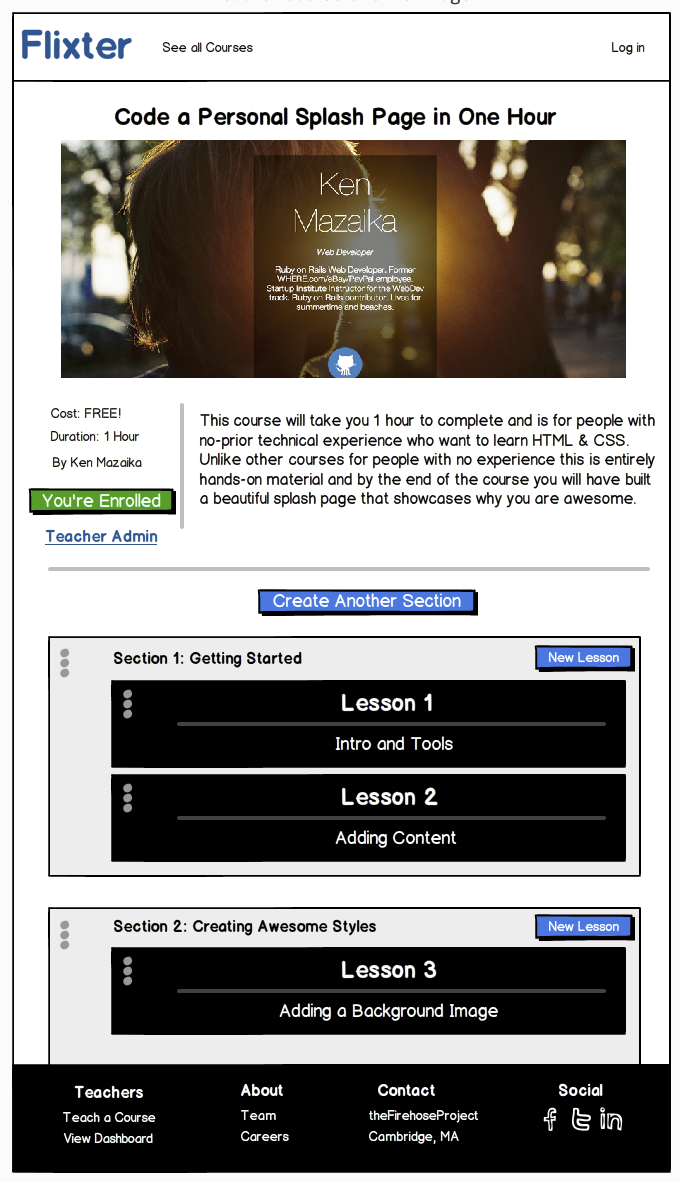 Flixter
See all Courses
Log in
Code a Personal Splash Page in One Hour
Ken
Mazaika
Web Developer
Ruby on Rails Web Developer. Former
WHERE.com/eBay/PayPal employee.
Startup Institute Instructor for the WebDev
track. Ruby on Rails contributor. Lives for
summertime and beaches.
Cost: FREE!
Duration: 1 Hour
By Ken Mazaika
You're Enrolled
Teacher Admin
This course will take you 1 hour to complete and is for people with
no-prior technical experience who want to learn HTML & CSS.
Unlike other courses for people with no experience this is entirely
hands-on material and by the end of the course you will have built
a beautiful splash page that showcases why you are awesome.
Create Another Section
Section 1: Getting Started
New Lesson
Lesson 1
Intro and Tools
Lesson 2
Adding Content
Section 2: Creating Awesome Styles
New Lesson
Lesson 3
Adding a Background Image
Teachers
Teach a Course
View Dashboard
About
Team
Careers
Contact
theFirehoseProject
Cambridge, MA
Social